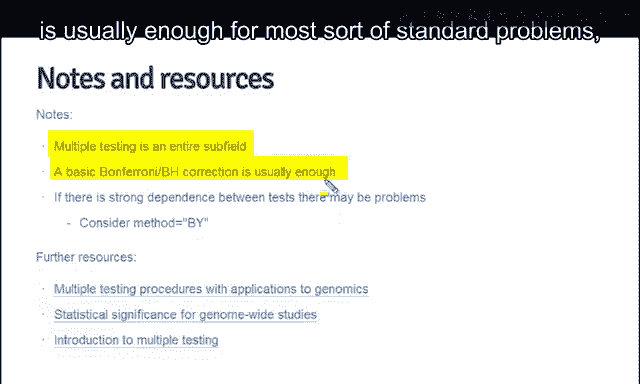 is usually enough for most sort of standard problems,
Notes and resources
Notes:
· Multiple testing is an entire subfield
· A basic Bonferroni/BH correction is usually enough
· If there is strong dependence between tests there may be problems
- Consider method="BY"
Further resources:
· Multiple testing procedures with applications to genomics
· Statistical significance for genome-wide studies
· Introduction to multiple testing